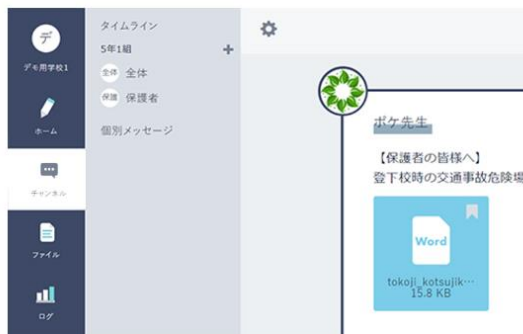 デ
デモ用学校1
ホーム
チャンネル
ファイル
ログ
タイムライン
5年1組
全体 全体
保護 保護者
個別メッセージ
ポケ先生
【保護者の皆様へ】
登下校時の交通事故危険場
Word
tokoji_kotsujik…
15.8 KB